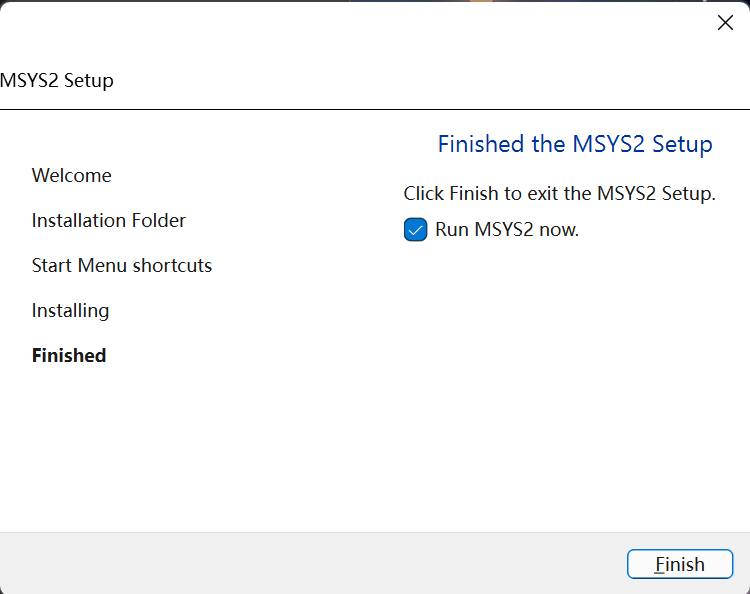 MSYS2 Setup
Welcome
Installation Folder
Start Menu shortcuts
Installing
Finished
Finished the MSYS2 Setup
Click Finish to exit the MSYS2 Setup.
Run MSYS2 now.
Finish